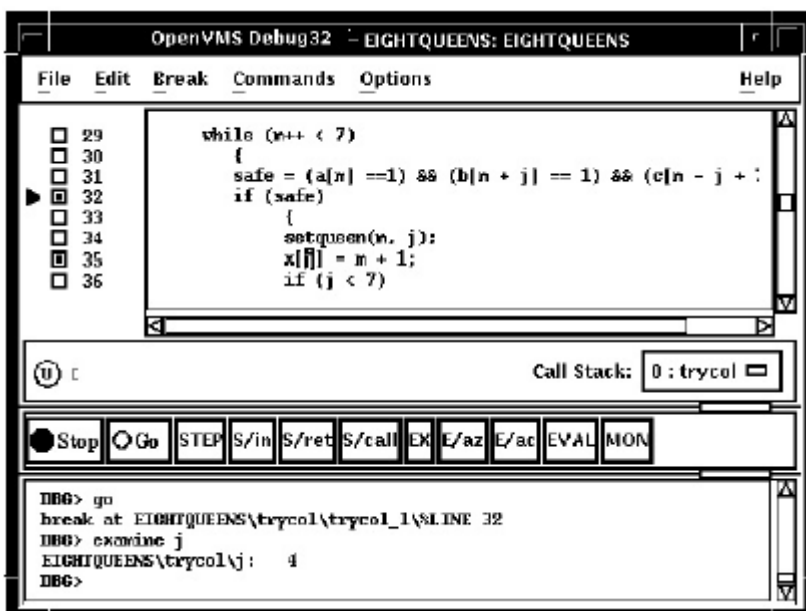 OpenVMS Debug32 - EIGHTQUEENS: EIGHTQUEENS
File Edit Break Commands Options Help
29 while (m++ < 7)
30 {
31 safe = (a[m] ==1) && (b[m + j] == 1) && (c[m - j +
32 if (safe)
33 {
34 setqueen(m, j);
35 x[j] = m + 1;
36 if (j < 7)
U
Call Stack: 0 : trycol
Stop Go STEP S/in S/ret S/call EX E/az E/ac EVAL MON
DBG> go
break at EIGHTQUEENS\trycol\trycol_1\%LINE 32
DBG> examine j
EIGHTQUEENS\trycol\j: 4
DBG>